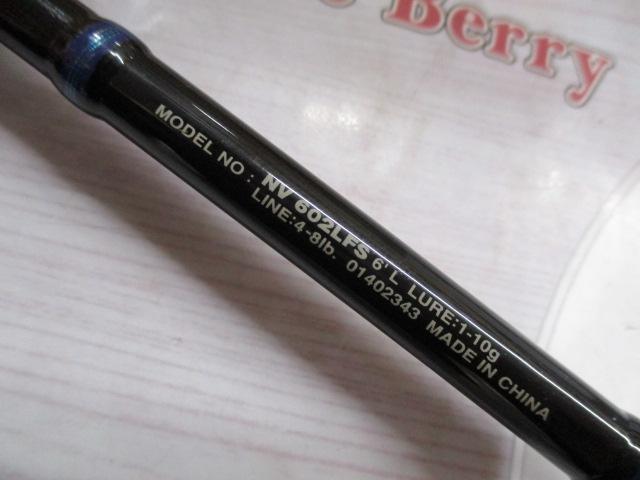 Berry
MODEL NO : NV 602LFS 6' L LURE:1-10g
LINE:4-8lb. 01402343 MADE IN CHINA